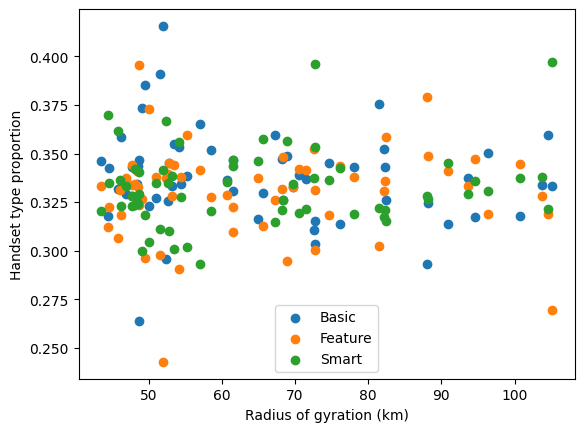 0.400
0.375
0.350
0.325
0.300
0.275
0.250
Handset type proportion
Basic
Feature
Smart
50 60 70 80 90 100
Radius of gyration (km)